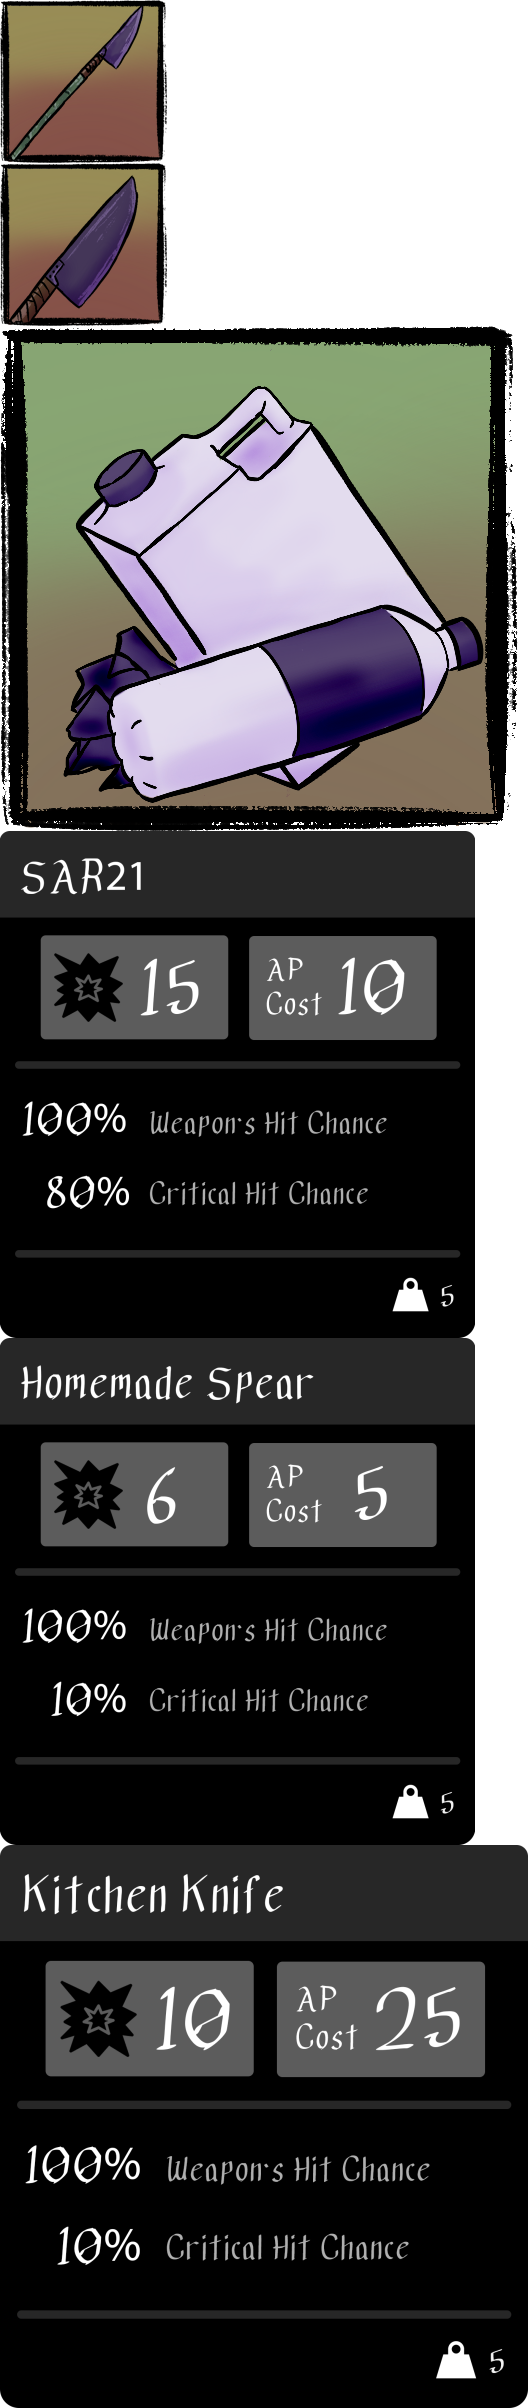 SAR21
15
AP
Cost 10
100% Weapon's Hit Chance
80% Critical Hit Chance
5
Homemade Spear
6
AP
Cost 5
100% Weapon's Hit Chance
10% Critical Hit Chance
5
Kitchen Knife
10
AP
Cost 25
100% Weapon's Hit Chance
10% Critical Hit Chance
5